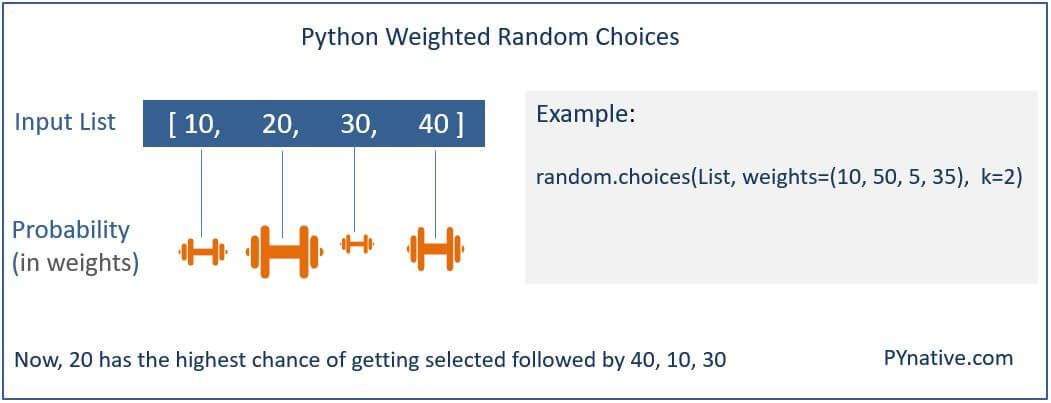 Python Weighted Random Choices
Input List
[ 10, 20, 30, 40 ]
Probability
(in weights)
Example:
random.choices(List, weights=(10, 50, 5, 35), k=2)
Now, 20 has the highest chance of getting selected followed by 40, 10, 30
PYnative.com